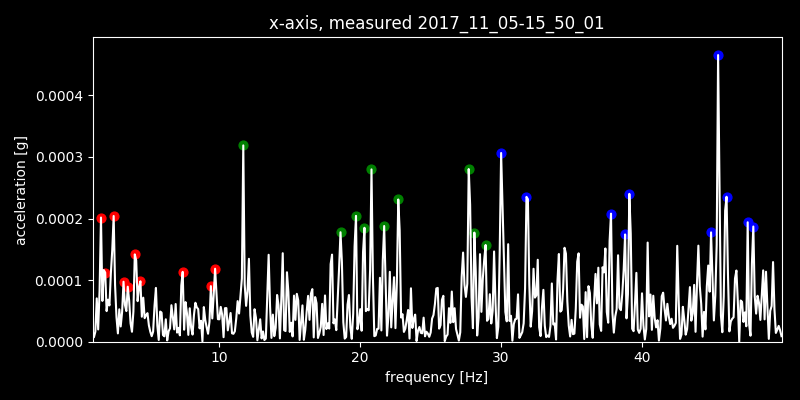 x-axis, measured 2017_11_05-15_50_01
acceleration [g]
0.0004
0.0003
0.0002
0.0001
0.0000
10 20 30 40
frequency [Hz]